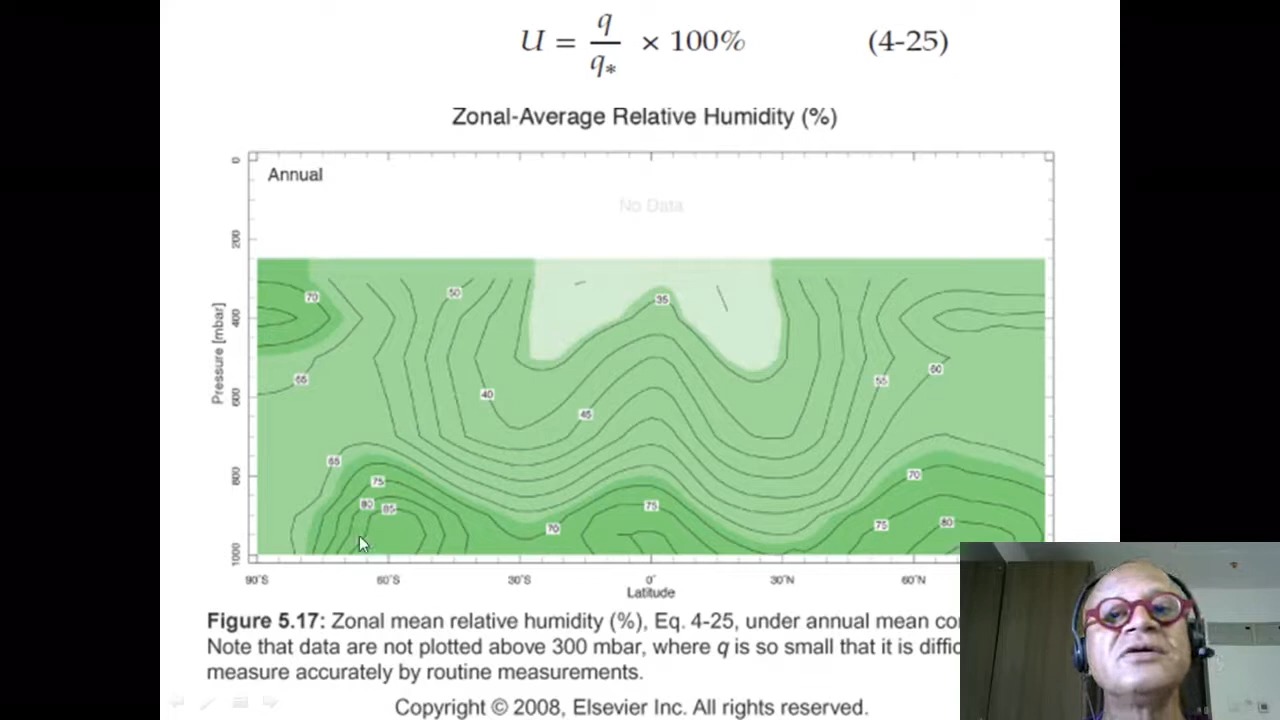 U = q/q* × 100% (4-25)
Zonal-Average Relative Humidity (%)
Annual
No Data
0
200
400
600
800
1000
Pressure [mbar]
70
50
35
65
40
45
55
60
65
75
80
85
70
75
70
75
80
90°S 60°S 30°S 0° 30°N 60°N
Latitude
Figure 5.17: Zonal mean relative humidity (%), Eq. 4-25, under annual mean
Note that data are not plotted above 300 mbar, where q is so small that it is
measure accurately by routine measurements.
Copyright © 2008, Elsevier Inc. All rights reserved.